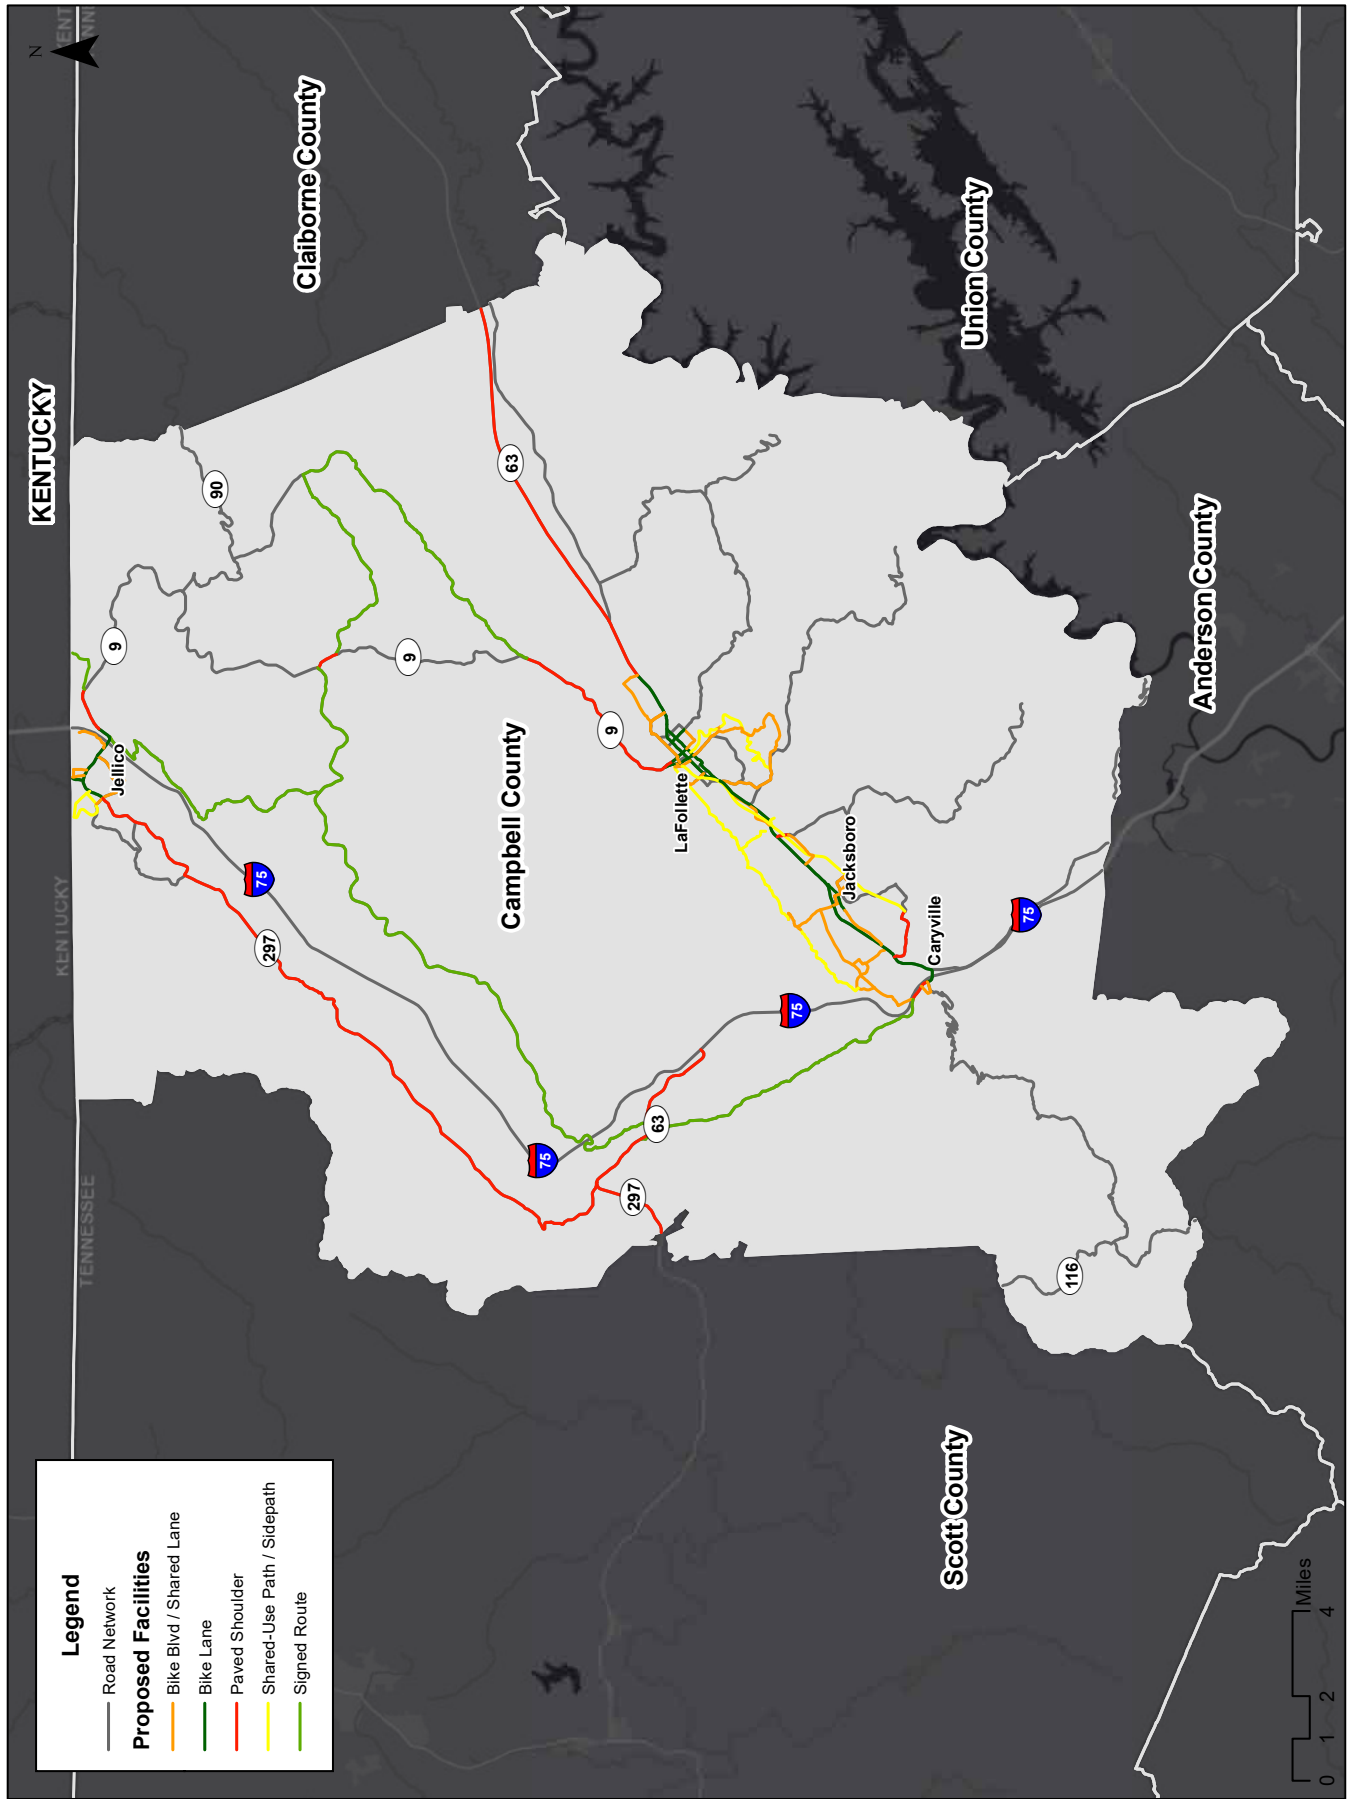 Legend
Road Network
Proposed Facilities
Bike Blvd / Shared Lane
Bike Lane
Paved Shoulder
Shared-Use Path / Sidepath
Signed Route
TENNESSEE
KENTUCKY
KENTUCKY
N
Claiborne County
Union County
Anderson County
Scott County
Campbell County
Jellico
LaFollette
Jacksboro
Caryville
9
90
63
9
9
75
297
75
75
63
297
75
116
0 1 2 4
Miles